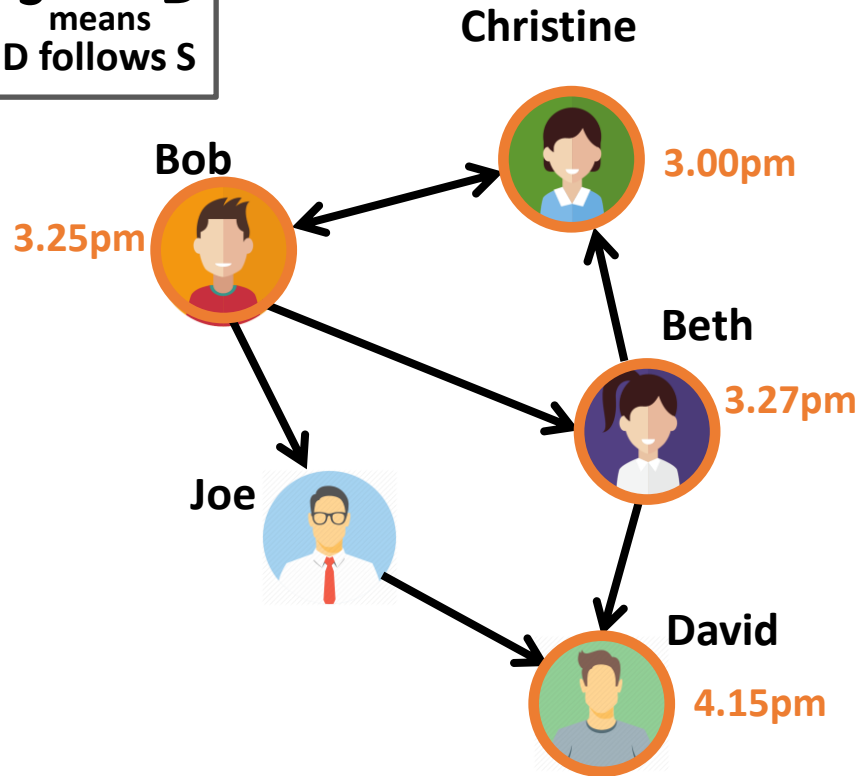 means
D follows S
Christine
Bob
3.00pm
3.25pm
Beth
3.27pm
Joe
David
4.15pm